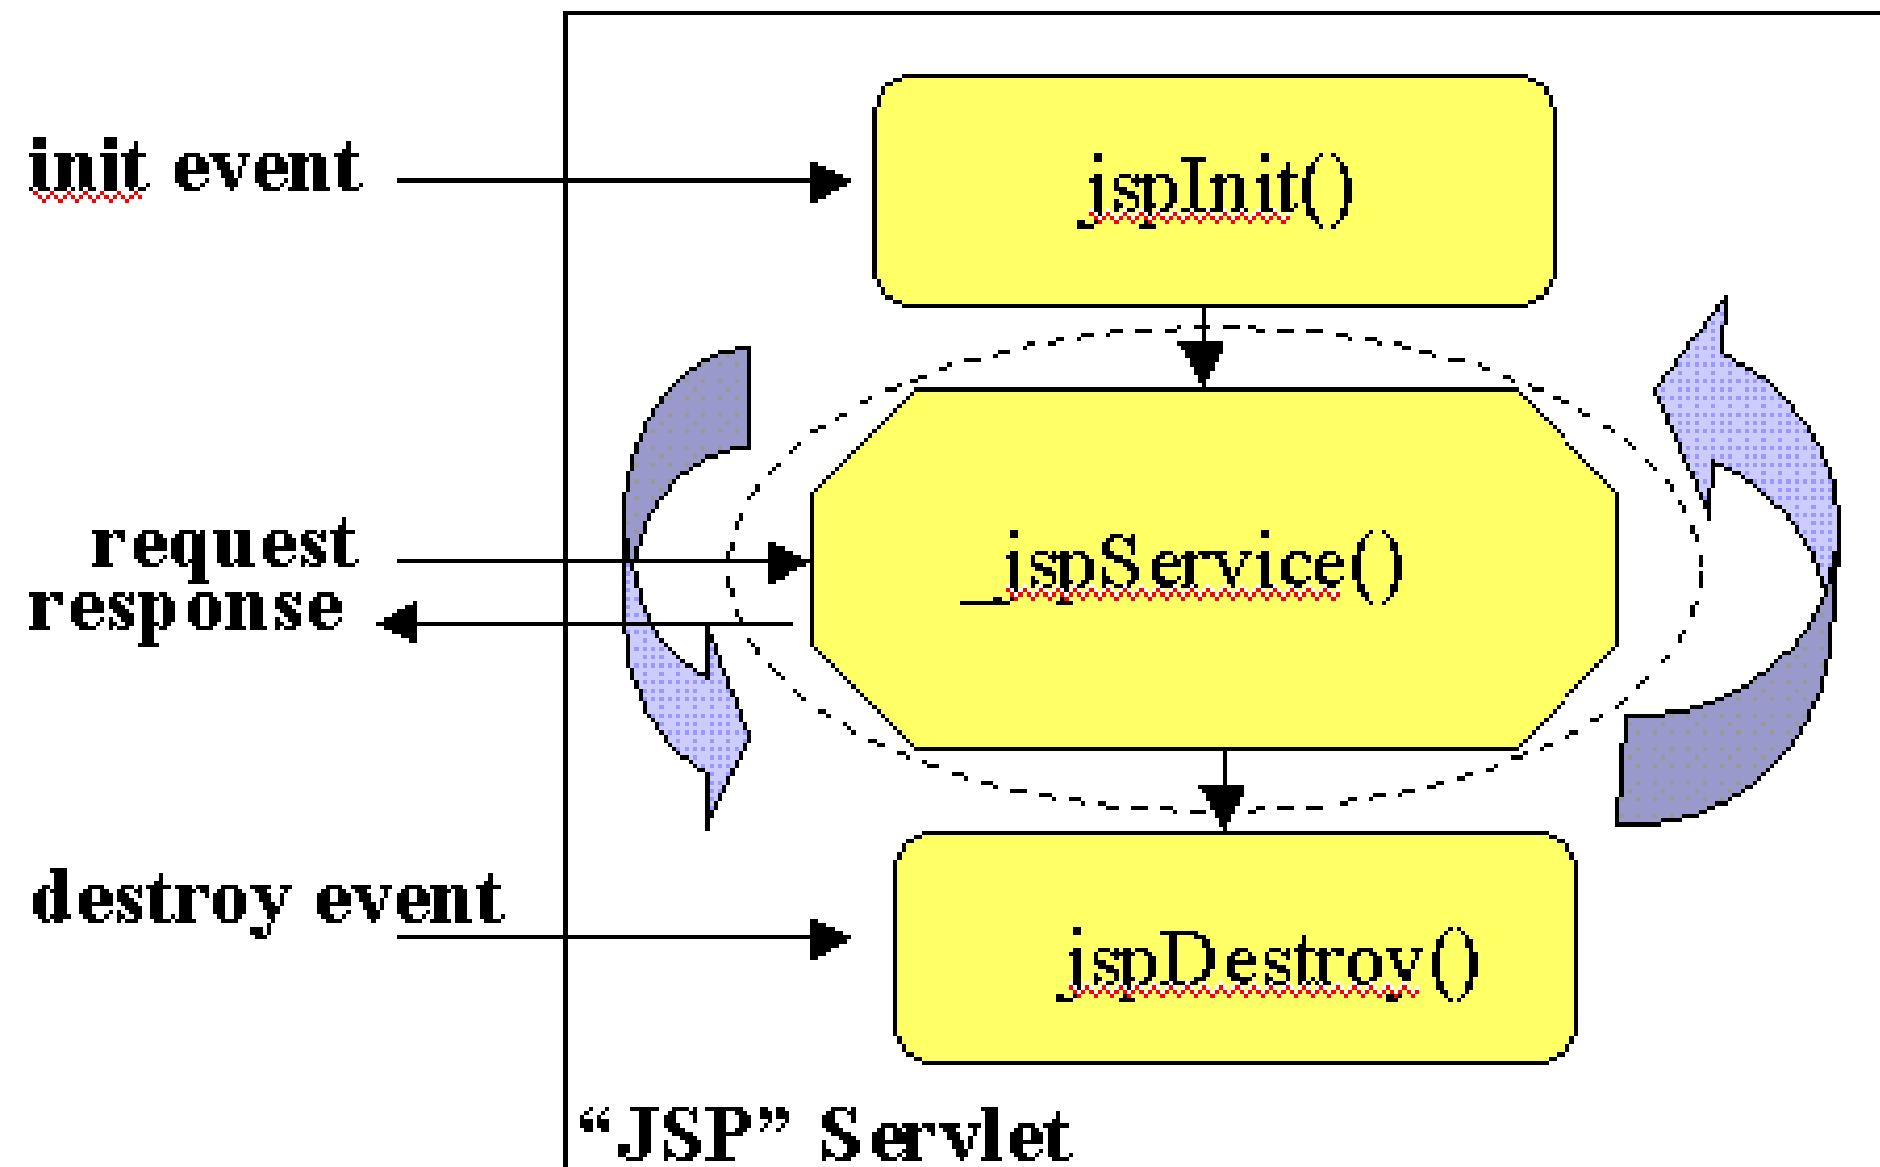 init event
jspInit()
request
response
_jspService()
destroy event
jspDestroy()
“JSP” Servlet